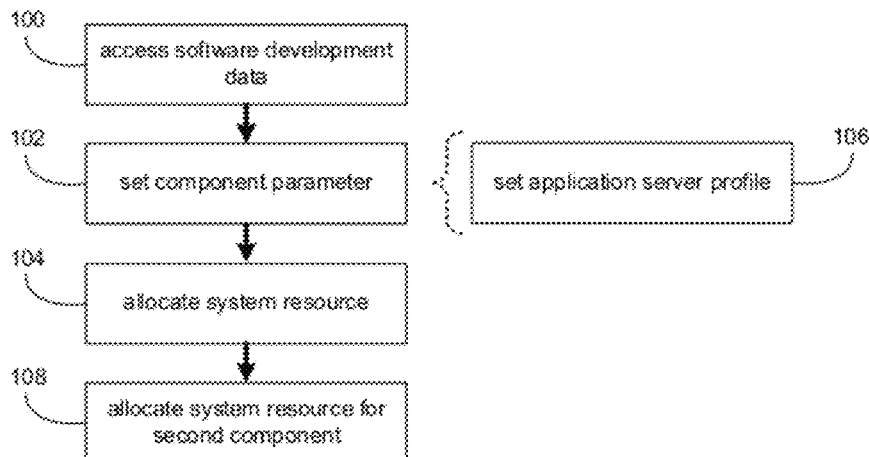 100
access software development
data
102
set component parameter
106
set application server profile
104
allocate system resource
108
allocate system resource for
second component